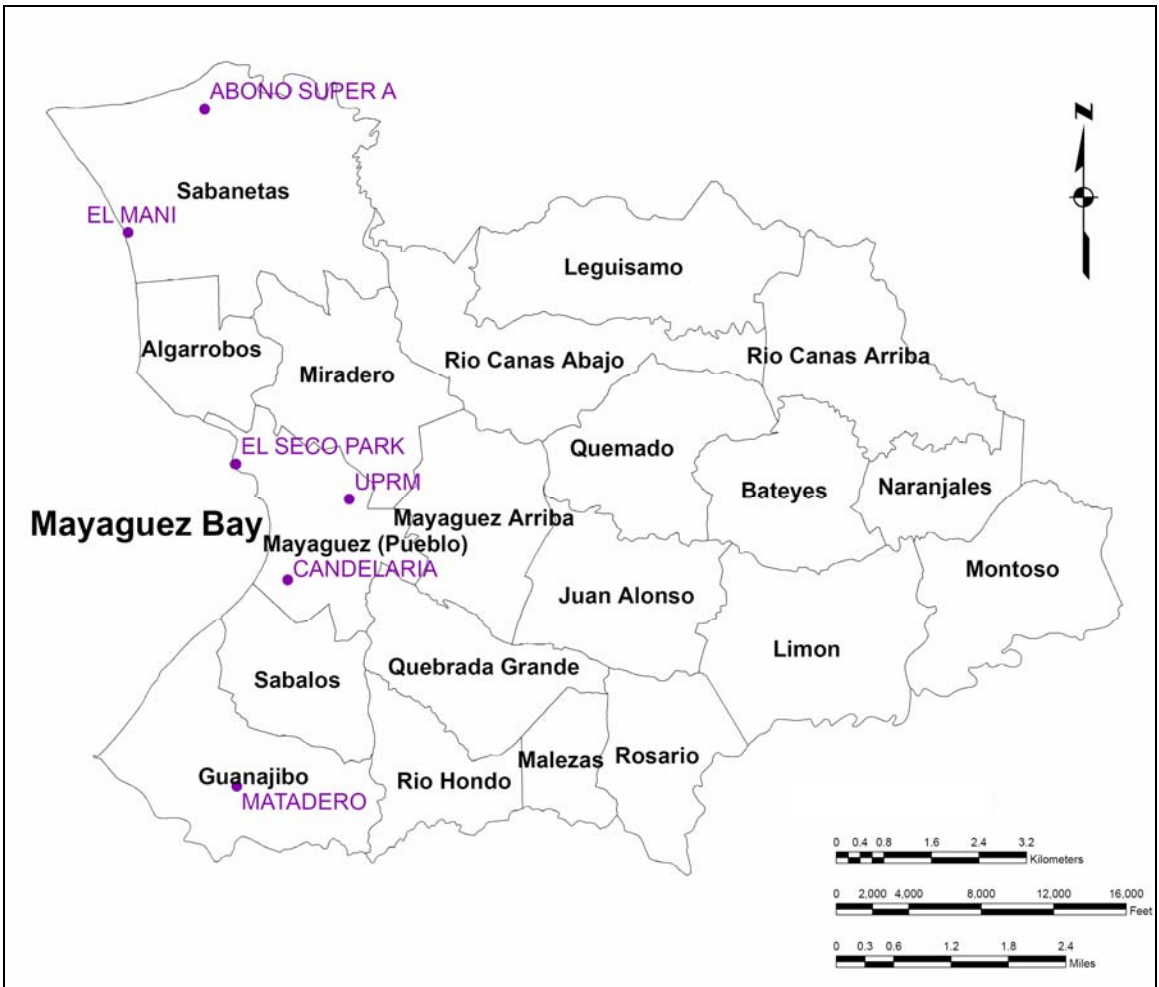 ABONO SUPER A
Z
Sabanetas
EL MANI
Leguisamo
Algarrobos
Miradero
Rio Canas Abajo
Rio Canas Arriba
EL SECO PARK
Quemado
UPRM
Bateyes
Naranjales
Mayaguez Bay
Mayaguez Arriba
Mayaguez (Pueblo)
CANDELARIA
Montoso
Juan Alonso
Limon
Quebrada Grande
Sabalos
Guanajibo
MATADERO
Rio Hondo
Malezas
Rosario
0 0.4 0.8 1.6 2.4 3.2
Kilometers
0 2,000 4,000 8,000 12,000 16,000
Feet
0 0.3 0.6 1.2 1.8 2.4
Miles